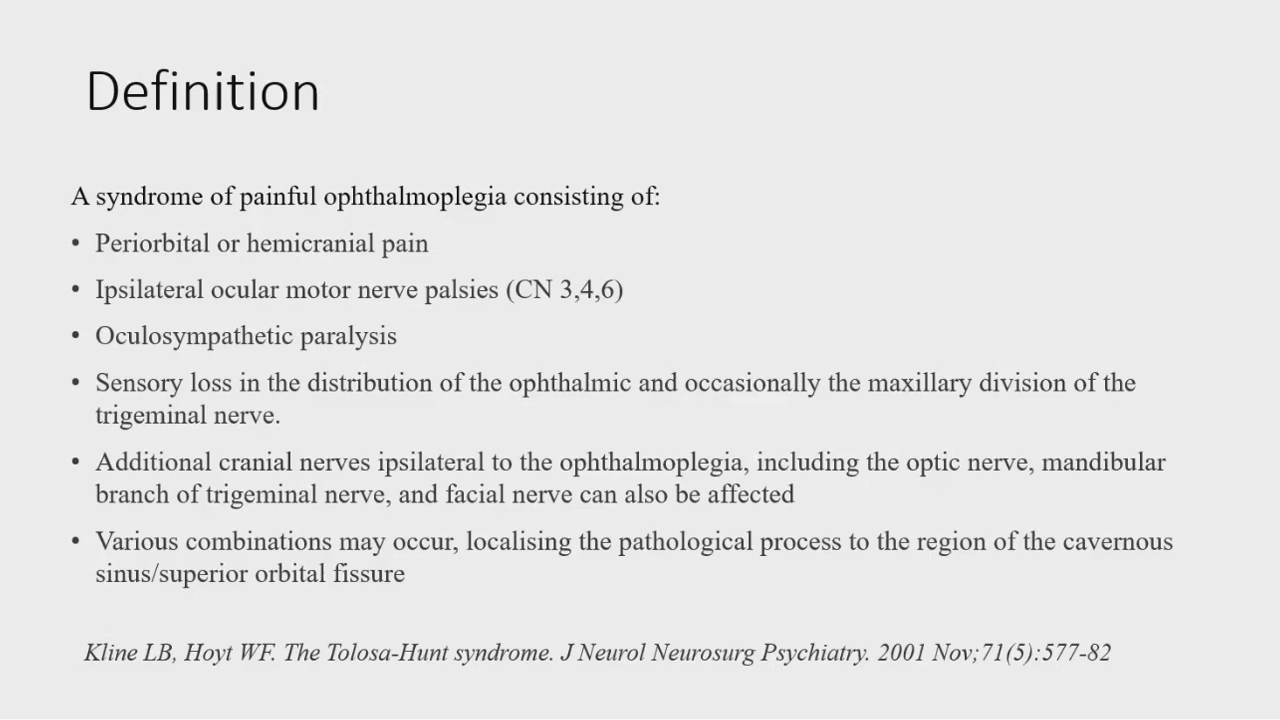 Definition
A syndrome of painful ophthalmoplegia consisting of:
• Periorbital or hemicranial pain
• Ipsilateral ocular motor nerve palsies (CN 3,4,6)
• Oculosympathetic paralysis
• Sensory loss in the distribution of the ophthalmic and occasionally the maxillary division of the
trigeminal nerve.
• Additional cranial nerves ipsilateral to the ophthalmoplegia, including the optic nerve, mandibular
branch of trigeminal nerve, and facial nerve can also be affected
• Various combinations may occur, localising the pathological process to the region of the cavernous
sinus/superior orbital fissure
Kline LB, Hoyt WF. The Tolosa-Hunt syndrome. J Neurol Neurosurg Psychiatry. 2001 Nov;71(5):577-82